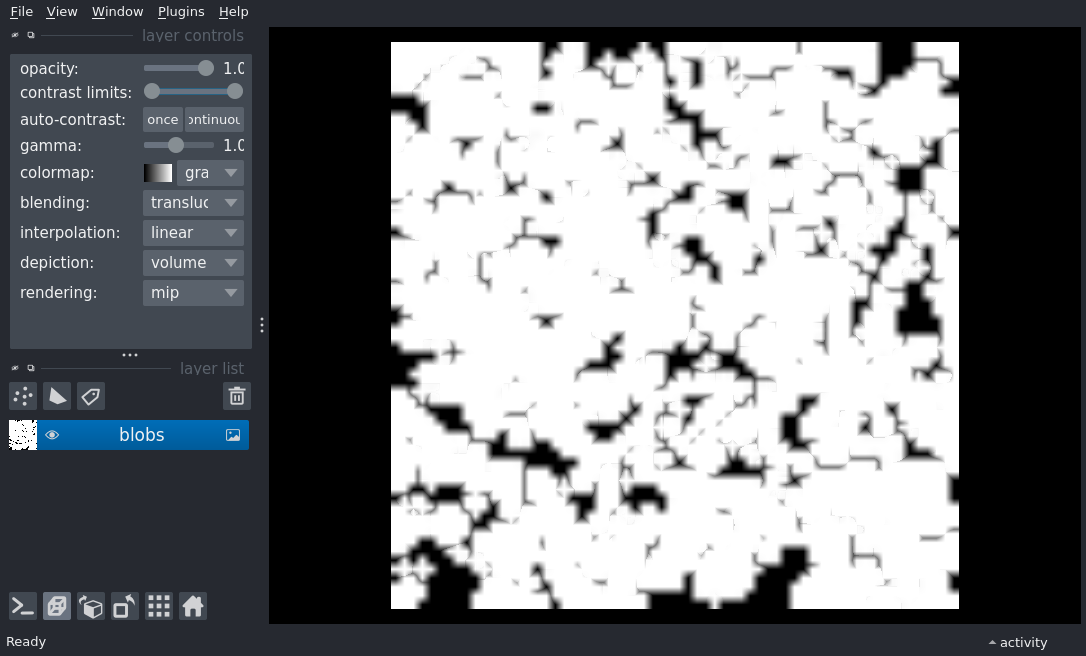 File View Window Plugins Help
layer controls
opacity: 1.0
contrast limits:
auto-contrast: once ontinuou
gamma: 1.0
colormap: gra
blending: transluc
interpolation: linear
depiction: volume
rendering: mip
layer list
blobs
Ready
activity